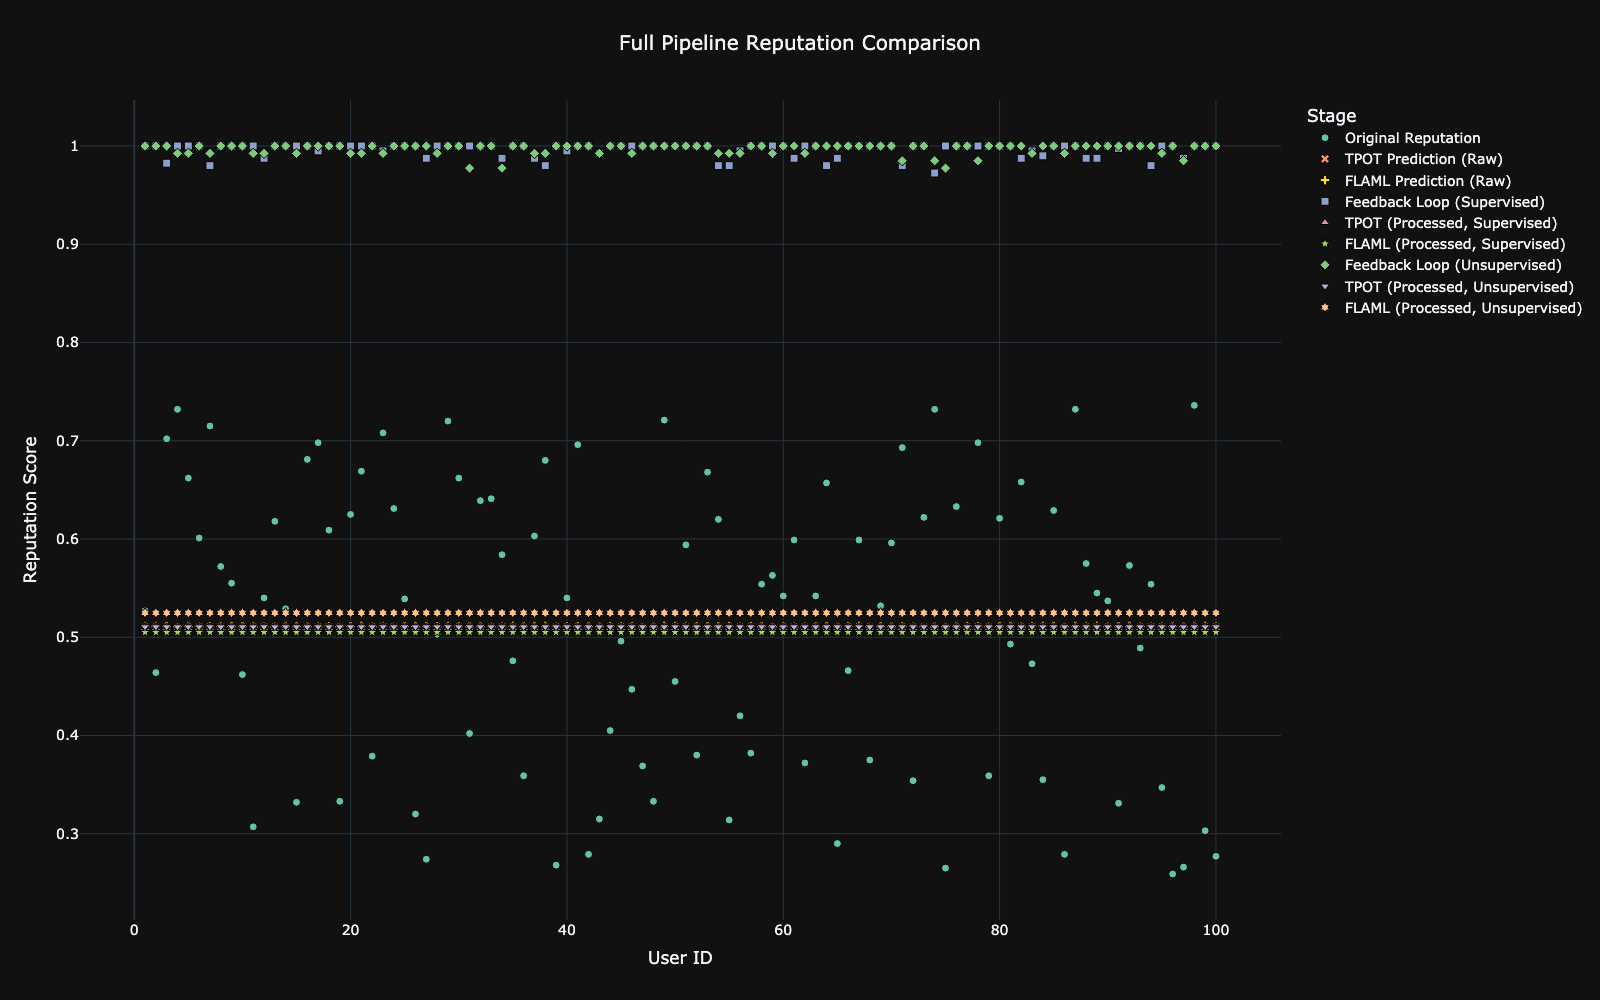 Full Pipeline Reputation Comparison
Stage
Original Reputation
TPOT Prediction (Raw)
FLAML Prediction (Raw)
Feedback Loop (Supervised)
TPOT (Processed, Supervised)
FLAML (Processed, Supervised)
Feedback Loop (Unsupervised)
TPOT (Processed, Unsupervised)
FLAML (Processed, Unsupervised)
Reputation Score
1
0.9
0.8
0.7
0.6
0.5
0.4
0.3
0 20 40 60 80 100
User ID